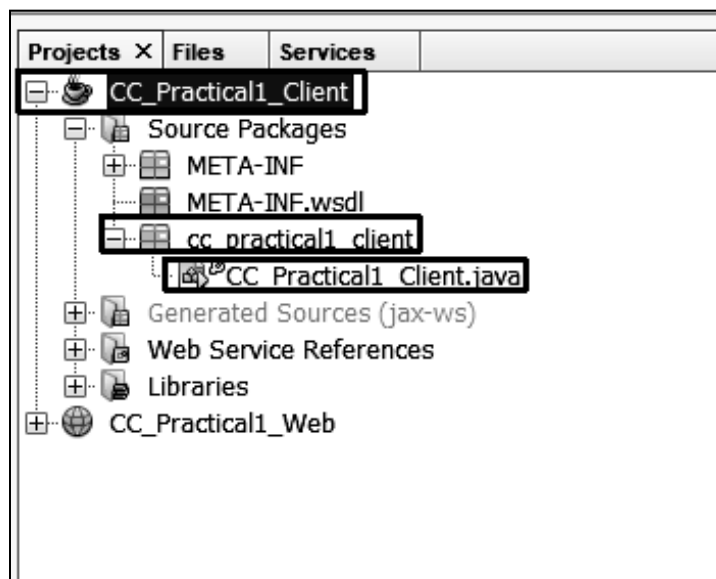 Projects × Files Services
CC_Practical1_Client
Source Packages
META-INF
META-INF.wsdl
cc_practical1_client
CC_Practical1_Client.java
Generated Sources (jax-ws)
Web Service References
Libraries
CC_Practical1_Web